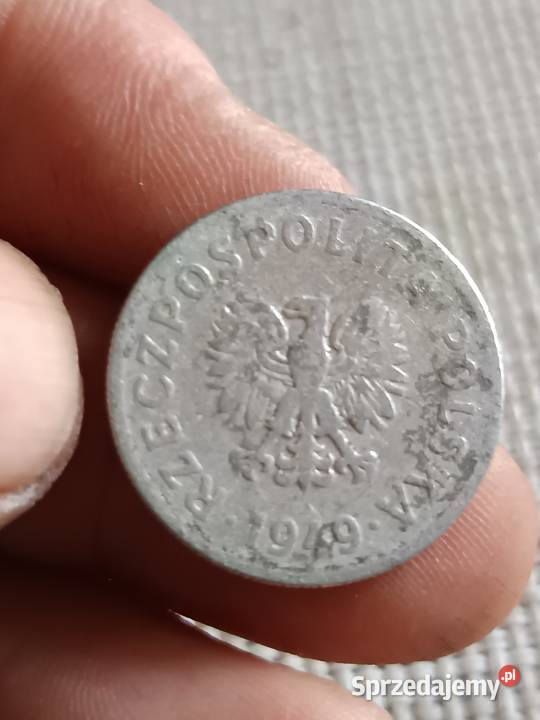 RZECZPOSPOLITA POLSKA
· 1949 ·
Sprzedajemy.pl